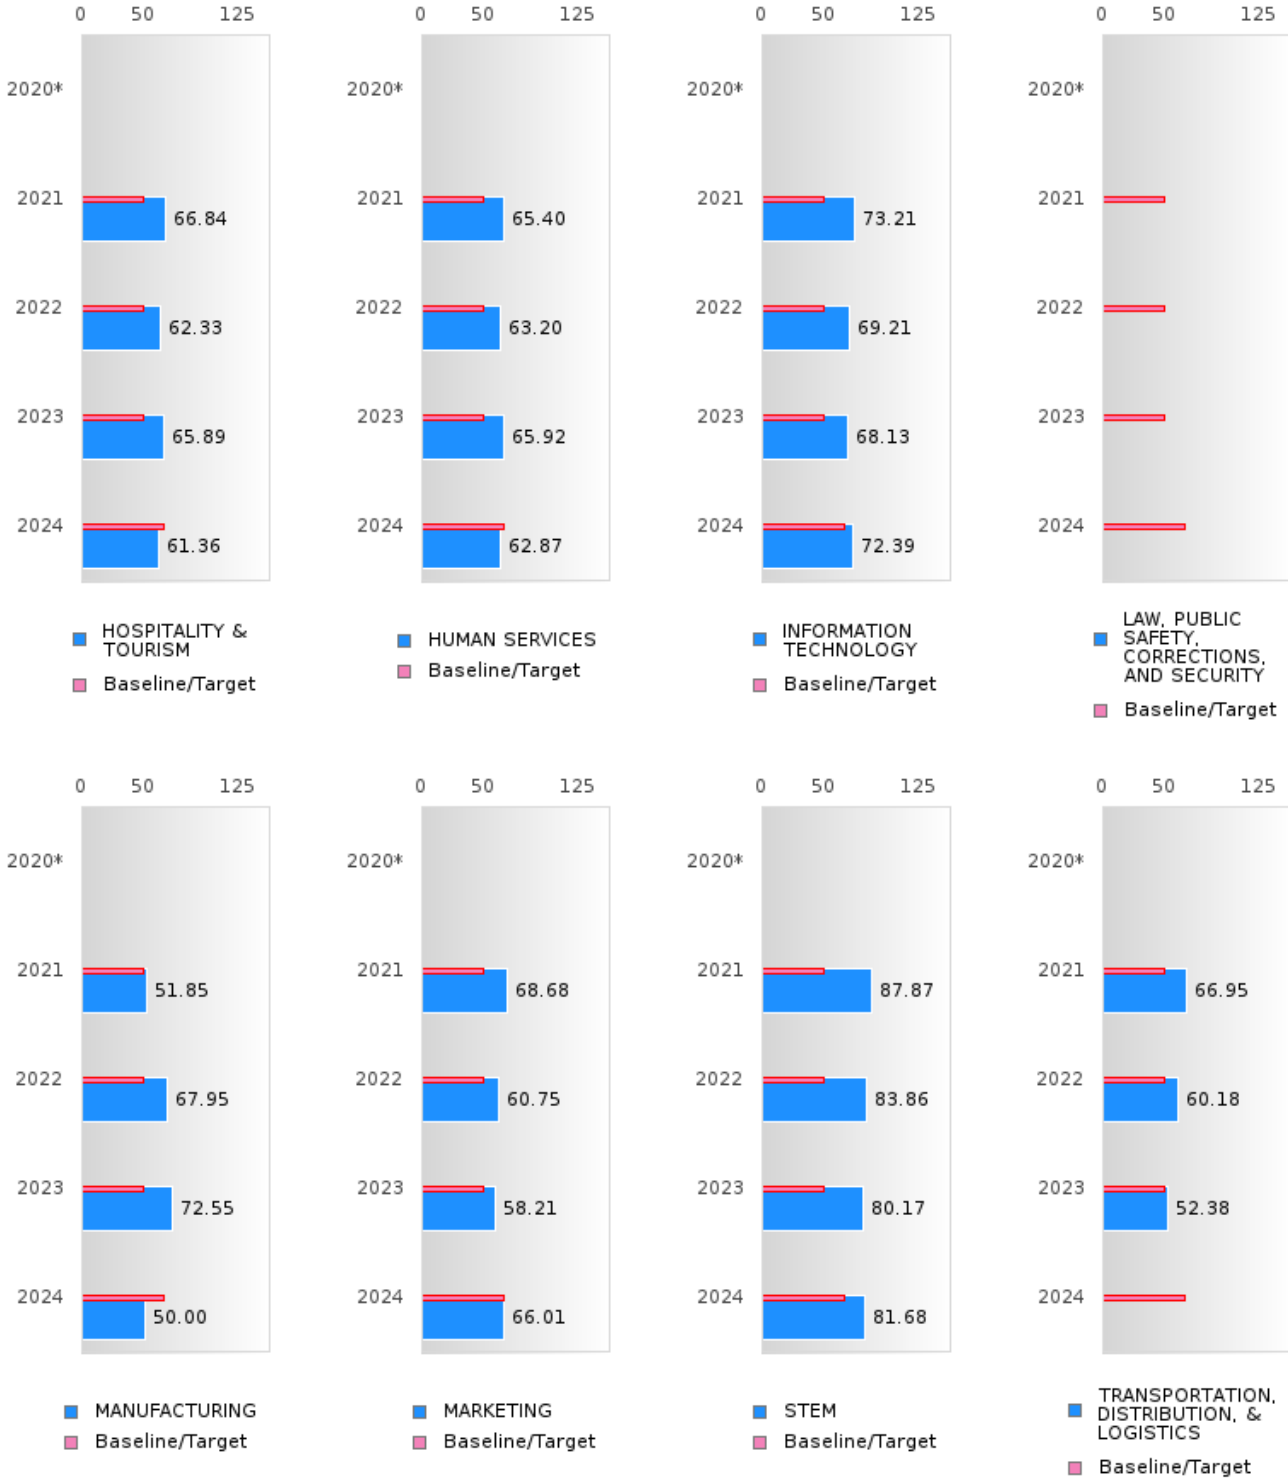 0 50 125 0 50 125 0 50 125 0 50 125
2020* 2020* 2020* 2020*
2021 66.84 2021 65.40 2021 73.21 2021
2022 62.33 2022 63.20 2022 69.21 2022
2023 65.89 2023 65.92 2023 68.13 2023
2024 61.36 2024 62.87 2024 72.39 2024
HOSPITALITY &
TOURISM
Baseline/Target
HUMAN SERVICES
Baseline/Target
INFORMATION
TECHNOLOGY
Baseline/Target
LAW, PUBLIC
SAFETY,
CORRECTIONS,
AND SECURITY
Baseline/Target
0 50 125 0 50 125 0 50 125 0 50 125
2020* 2020* 2020* 2020*
2021 51.85 2021 68.68 2021 87.87 2021 66.95
2022 67.95 2022 60.75 2022 83.86 2022 60.18
2023 72.55 2023 58.21 2023 80.17 2023 52.38
2024 50.00 2024 66.01 2024 81.68 2024
MANUFACTURING
Baseline/Target
MARKETING
Baseline/Target
STEM
Baseline/Target
TRANSPORTATION,
DISTRIBUTION, &
LOGISTICS
Baseline/Target